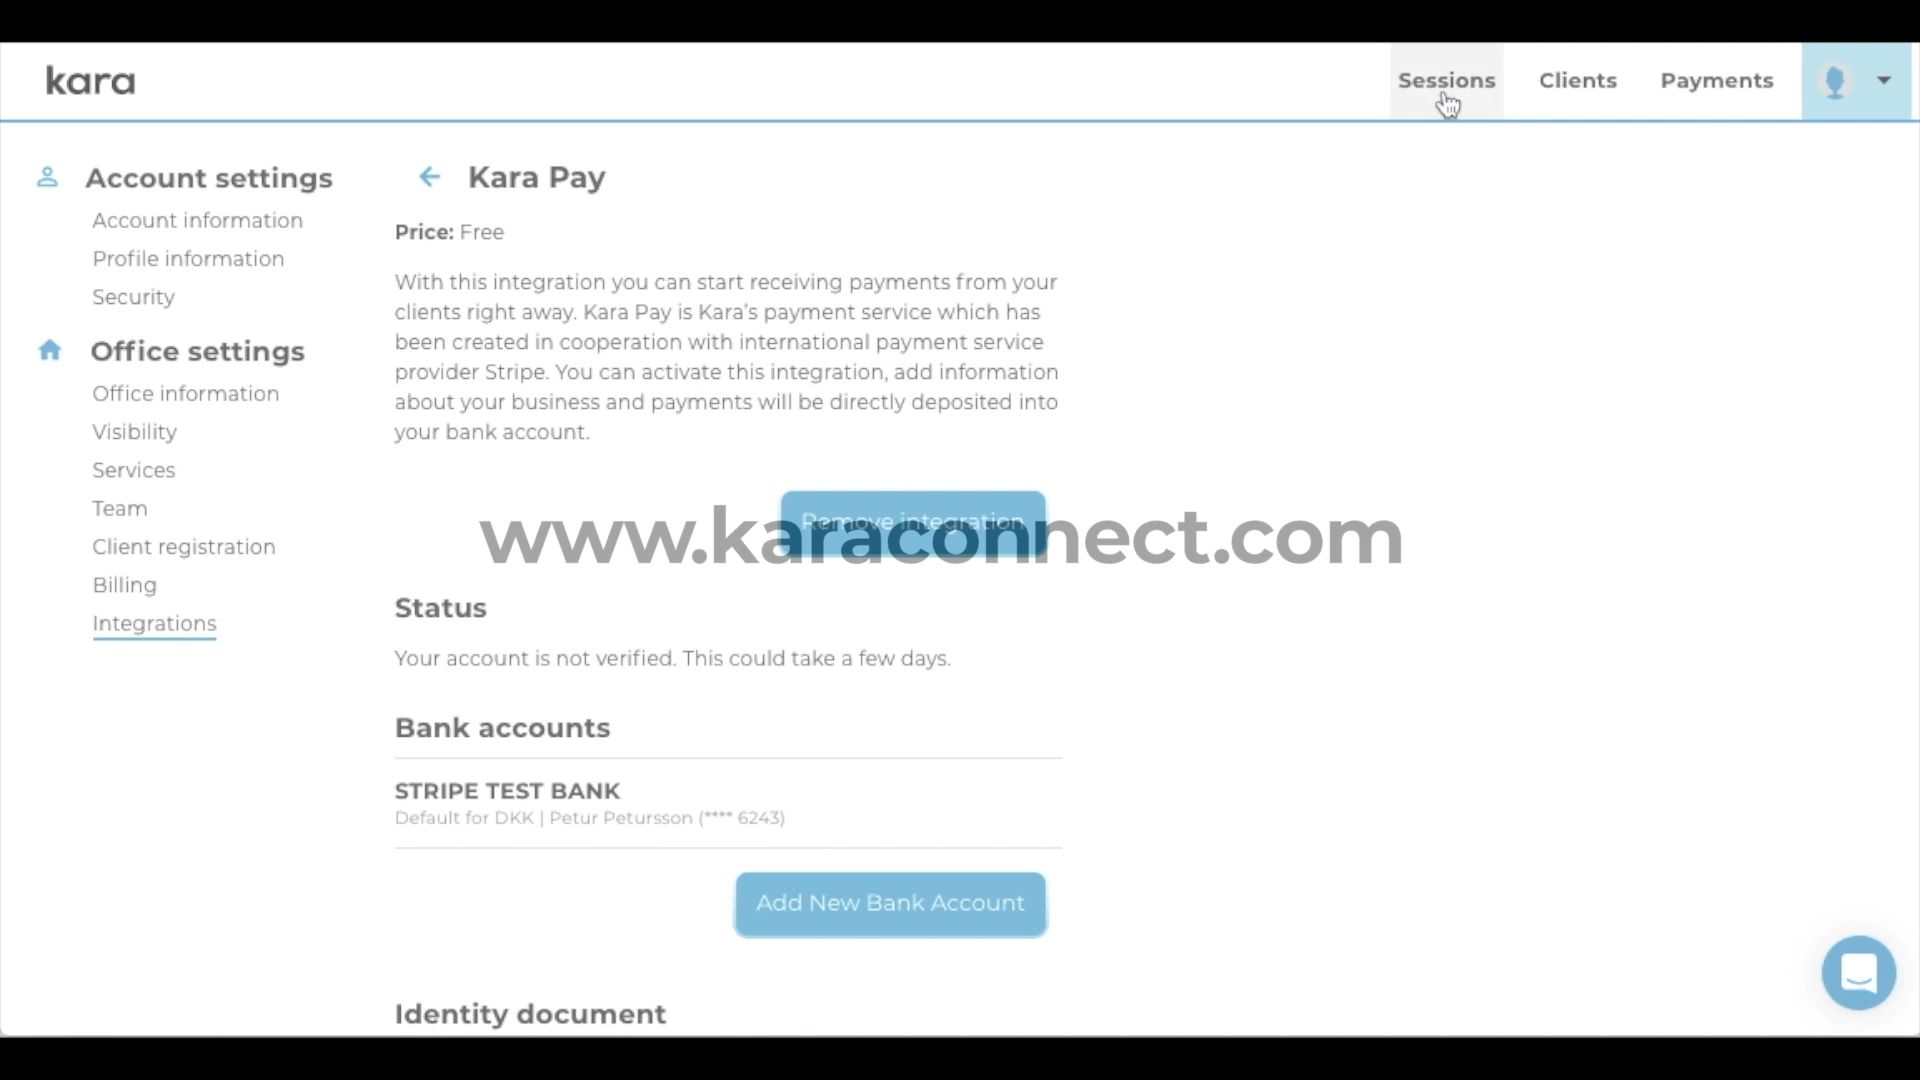 kara
Sessions
Clients
Payments
Account settings
Account information
Profile information
Security
Office settings
Office information
Visibility
Services
Team
Client registration
Billing
Integrations
Kara Pay
Price: Free
With this integration you can start receiving payments from your
clients right away. Kara Pay is Kara’s payment service which has
been created in cooperation with international payment service
provider Stripe. You can activate this integration, add information
about your business and payments will be directly deposited into
your bank account.
Remove integration
www.karaconnect.com
Status
Your account is not verified. This could take a few days.
Bank accounts
STRIPE TEST BANK
Default for DKK | Petur Petursson (**** 6243)
Add New Bank Account
Identity document